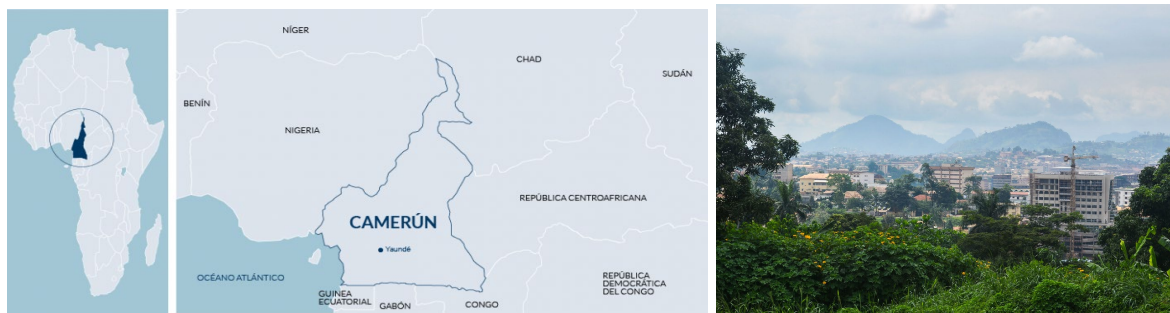 NÍGER
CHAD
SUDÁN
BENÍN
NIGERIA
REPÚBLICA CENTROAFRICANA
CAMERÚN
Yaundé
OCÉANO ATLÁNTICO
REPÚBLICA
DEMOCRÁTICA
DEL CONGO
GUINEA
ECUATORIAL
GABÓN
CONGO